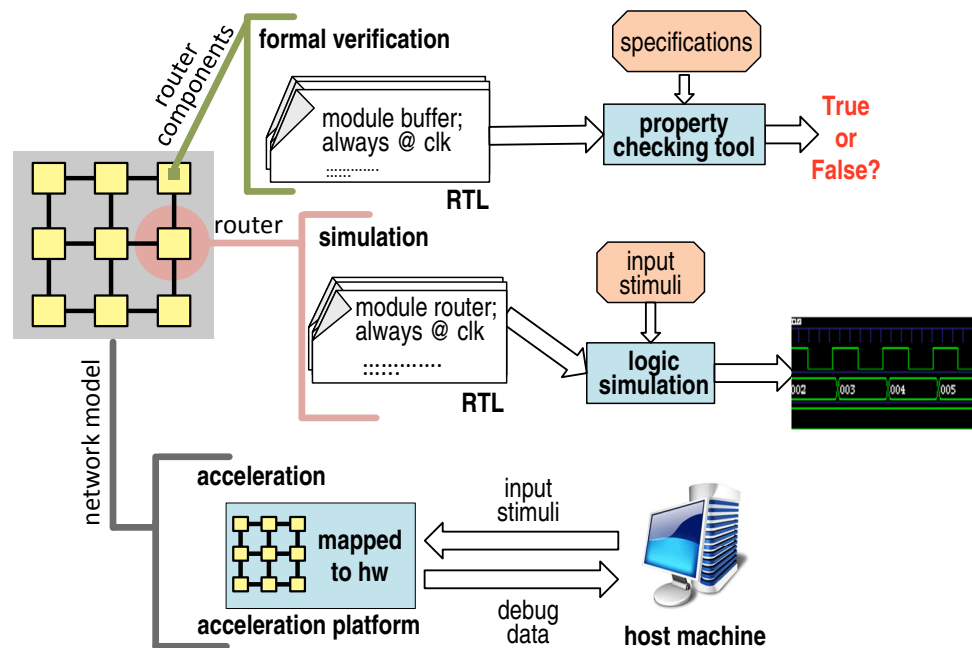 router
components
formal verification
module buffer;
always @ clk
RTL
specifications
property
checking tool
True
or
False?
router
simulation
module router;
always @ clk
RTL
input
stimuli
logic
simulation
002 003 004 005
network model
acceleration
mapped
to hw
acceleration platform
input
stimuli
debug
data
host machine